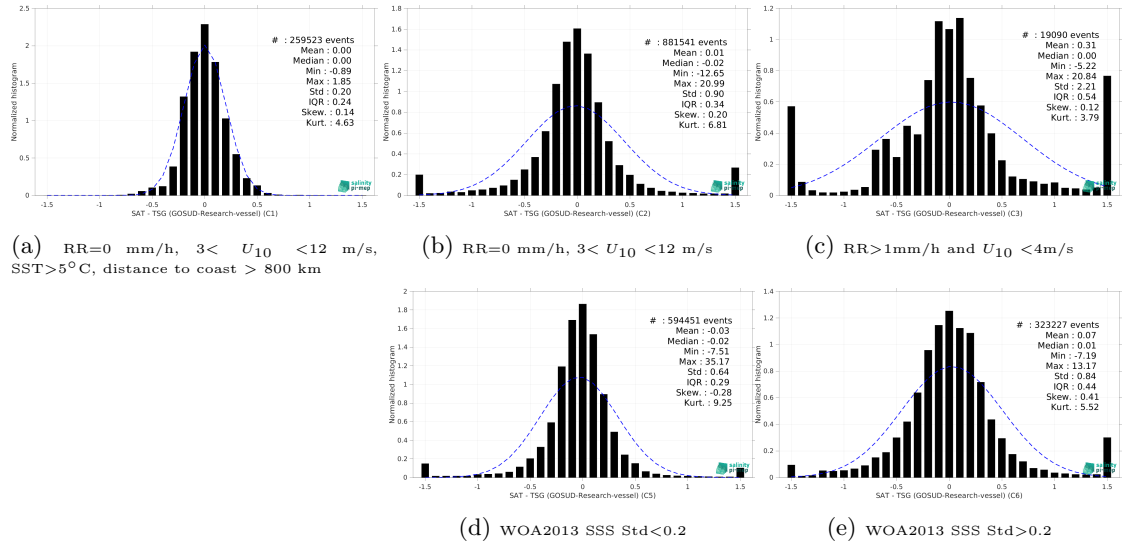 2.5
2
1.5
1
0.5
0
Normalized histogram
# : 259523 events
Mean : 0.00
Median : 0.00
Min : -0.89
Max : 1.85
Std : 0.20
IQR : 0.24
Skew. : 0.14
Kurt. : 4.63
salinity
pi-mep
-1.5 -1 -0.5 0 0.5 1 1.5
SAT - TSG (GOSUD-Research-vessel) (C1)
(a) RR=0 mm/h, 3< U10 <12 m/s,
SST>5°C, distance to coast > 800 km
1.8
1.6
1.4
1.2
1
0.8
0.6
0.4
0.2
0
Normalized histogram
# : 881541 events
Mean : 0.01
Median : -0.02
Min : -12.65
Max : 20.99
Std : 0.90
IQR : 0.34
Skew. : 0.20
Kurt. : 6.81
salinity
pi-mep
-1.5 -1 -0.5 0 0.5 1 1.5
SAT - TSG (GOSUD-Research-vessel) (C2)
(b) RR=0 mm/h, 3< U10 <12 m/s
1.2
1
0.8
0.6
0.4
0.2
0
Normalized histogram
# : 19090 events
Mean : 0.31
Median : 0.00
Min : -5.22
Max : 20.84
Std : 2.21
IQR : 0.54
Skew. : 0.12
Kurt. : 3.79
salinity
pi-mep
-1.5 -1 -0.5 0 0.5 1 1.5
SAT - TSG (GOSUD-Research-vessel) (C3)
(c) RR>1mm/h and U10 <4m/s
2
1.8
1.6
1.4
1.2
1
0.8
0.6
0.4
0.2
0
Normalized histogram
# : 594451 events
Mean : -0.03
Median : -0.02
Min : -7.51
Max : 35.17
Std : 0.64
IQR : 0.29
Skew. : -0.28
Kurt. : 9.25
salinity
pi-mep
-1.5 -1 -0.5 0 0.5 1 1.5
SAT - TSG (GOSUD-Research-vessel) (C5)
(d) WOA2013 SSS Std<0.2
1.4
1.2
1
0.8
0.6
0.4
0.2
0
Normalized histogram
# : 323227 events
Mean : 0.07
Median : 0.01
Min : -7.19
Max : 13.17
Std : 0.84
IQR : 0.44
Skew. : 0.41
Kurt. : 5.52
salinity
pi-mep
-1.5 -1 -0.5 0 0.5 1 1.5
SAT - TSG (GOSUD-Research-vessel) (C6)
(e) WOA2013 SSS Std>0.2